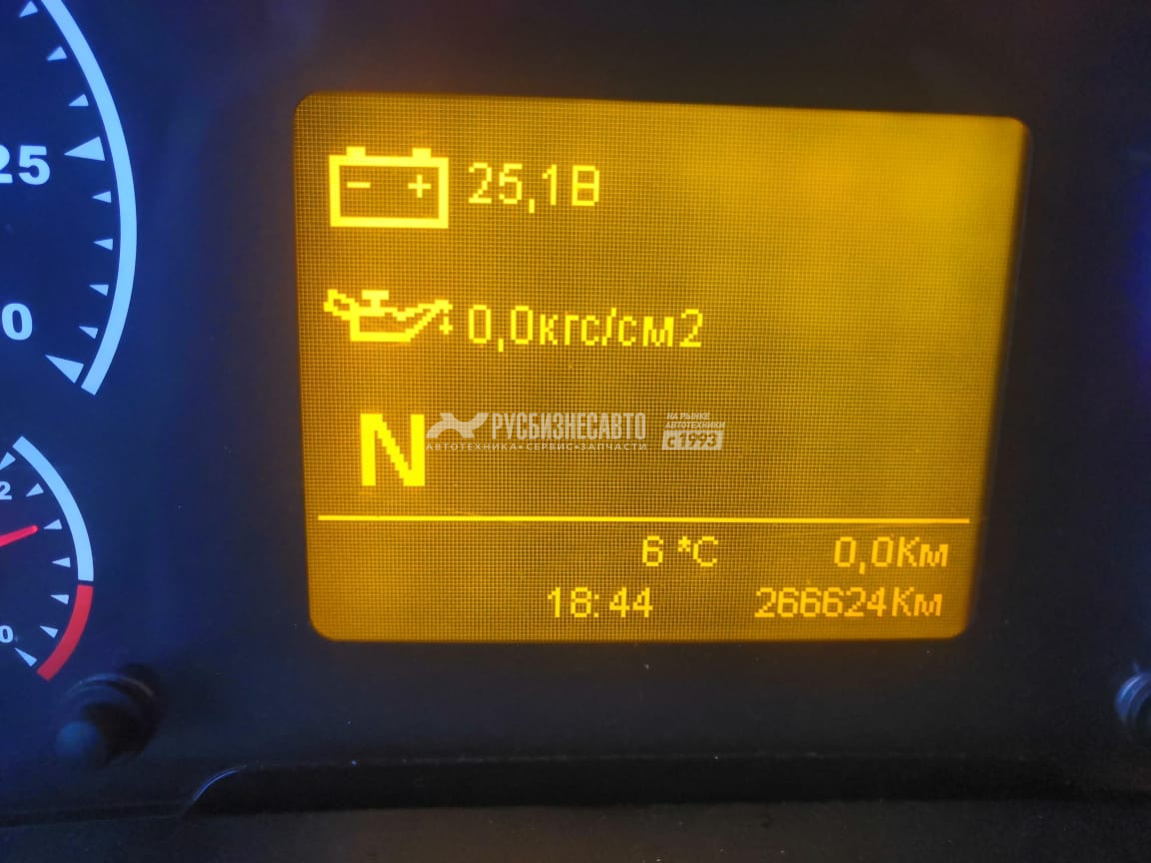 25
25,1В
0
0,0кгс/см2
N
РУСБИЗНЕСАВТО
АВТОТЕХНИКА•СЕРВИС•ЗАПЧАСТИ
НА РЫНКЕ
АВТОТЕХНИКИ
с 1993
2
6 *C 0,0Км
18:44 266624Км
0